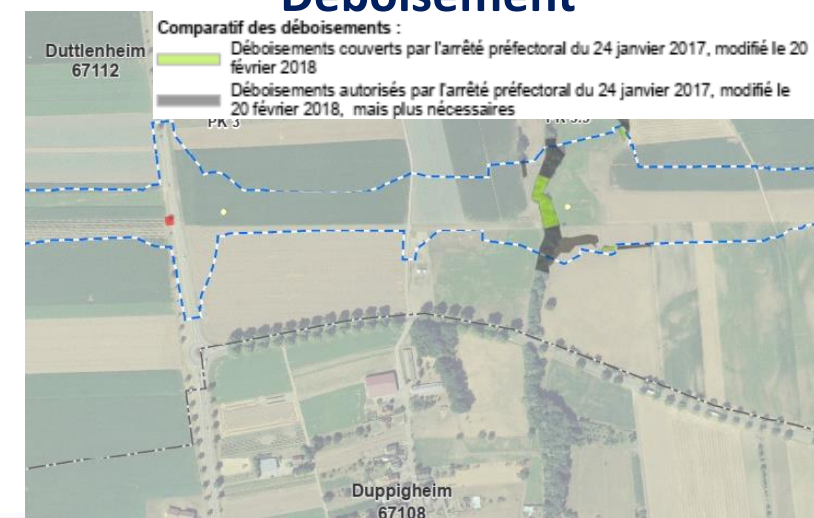 Déboisement
Comparatif des déboisements :
Déboisements couverts par l'arrêté préfectoral du 24 janvier 2017, modifié le 20
février 2018
Déboisements autorisés par l'arrêté préfectoral du 24 janvier 2017, modifié le
20 février 2018, mais plus nécessaires
Duttlenheim
67112
PK 3
Duppigheim
67108